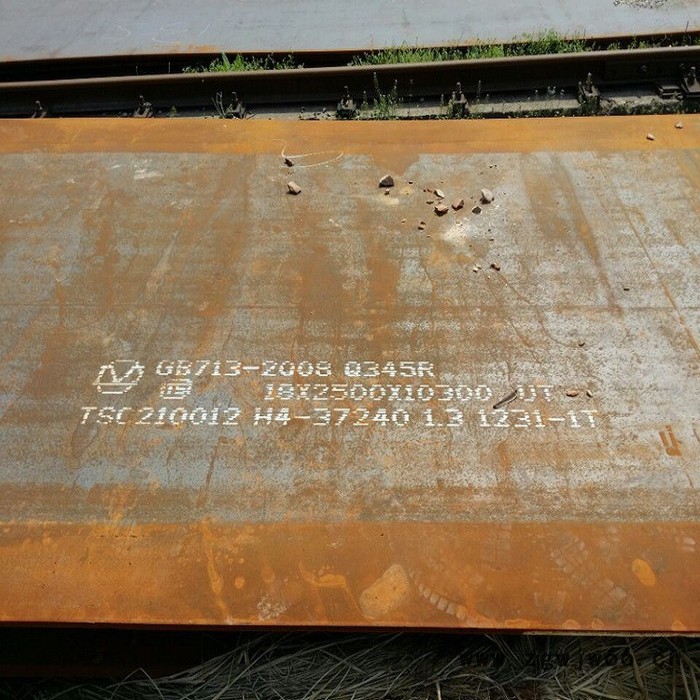 GB713-2008 Q345R
18X2500X10300 UT
TSC210012 H4-37240 1.3 1231-1T